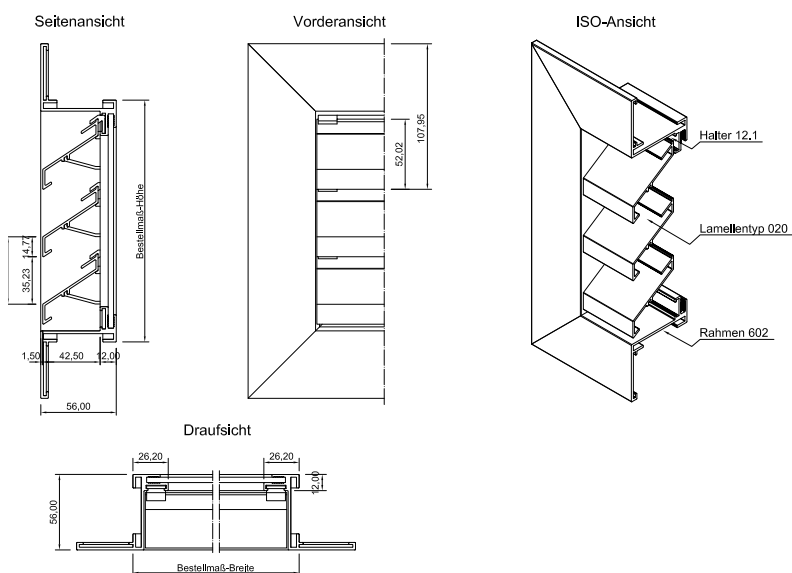 Seitenansicht
Vorderansicht
ISO-Ansicht
107,95
52,02
Halter 12.1
Bestellmaß-Höhe
Lamellentyp 020
14,77
35,23
Rahmen 602
1,50
42,50
12,00
56,00
Draufsicht
26,20
26,20
12,00
56,00
Bestellmaß-Breite